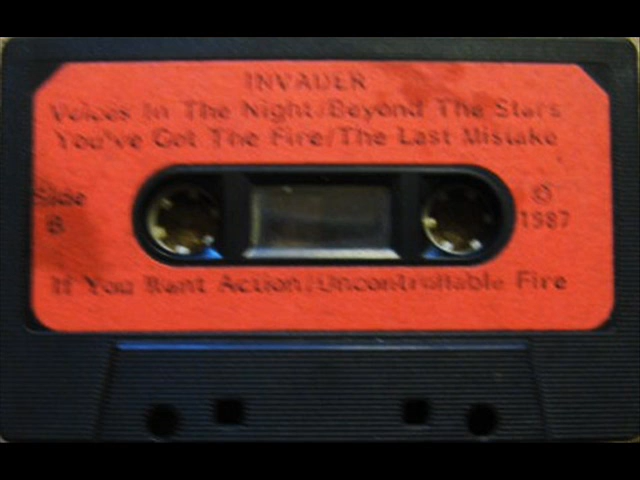 INVADER
Voices In The Night/Beyond The Stars
You've Got The Fire/The Last Mistake
Side
B
©
1987
If You Want Action/Uncontrollable Fire